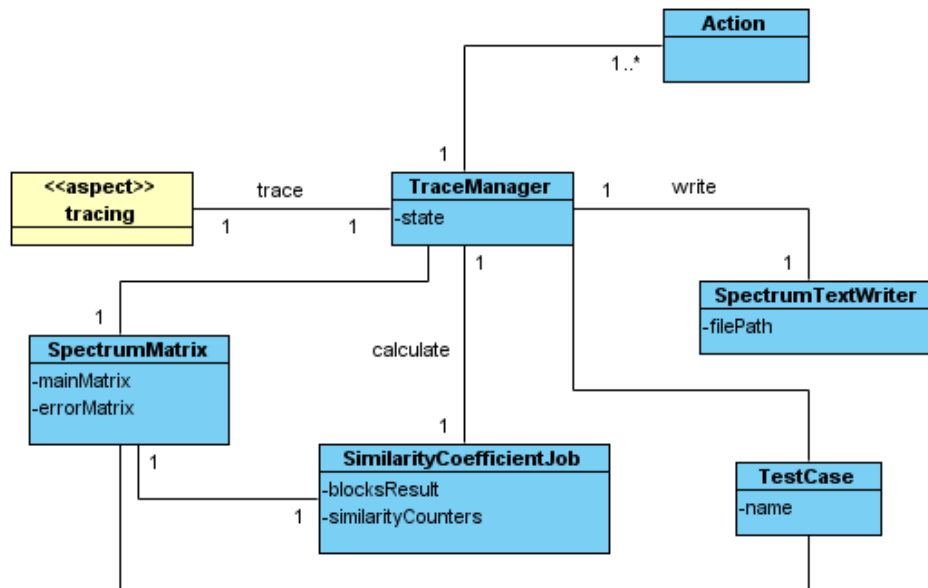 Action
1..*
1
<<aspect>>
tracing
trace
1
1
TraceManager
-state
1
write
1
1
1
SpectrumTextWriter
-filePath
SpectrumMatrix
-mainMatrix
-errorMatrix
calculate
1
1
1
SimilarityCoefficientJob
-blocksResult
-similarityCounters
TestCase
-name